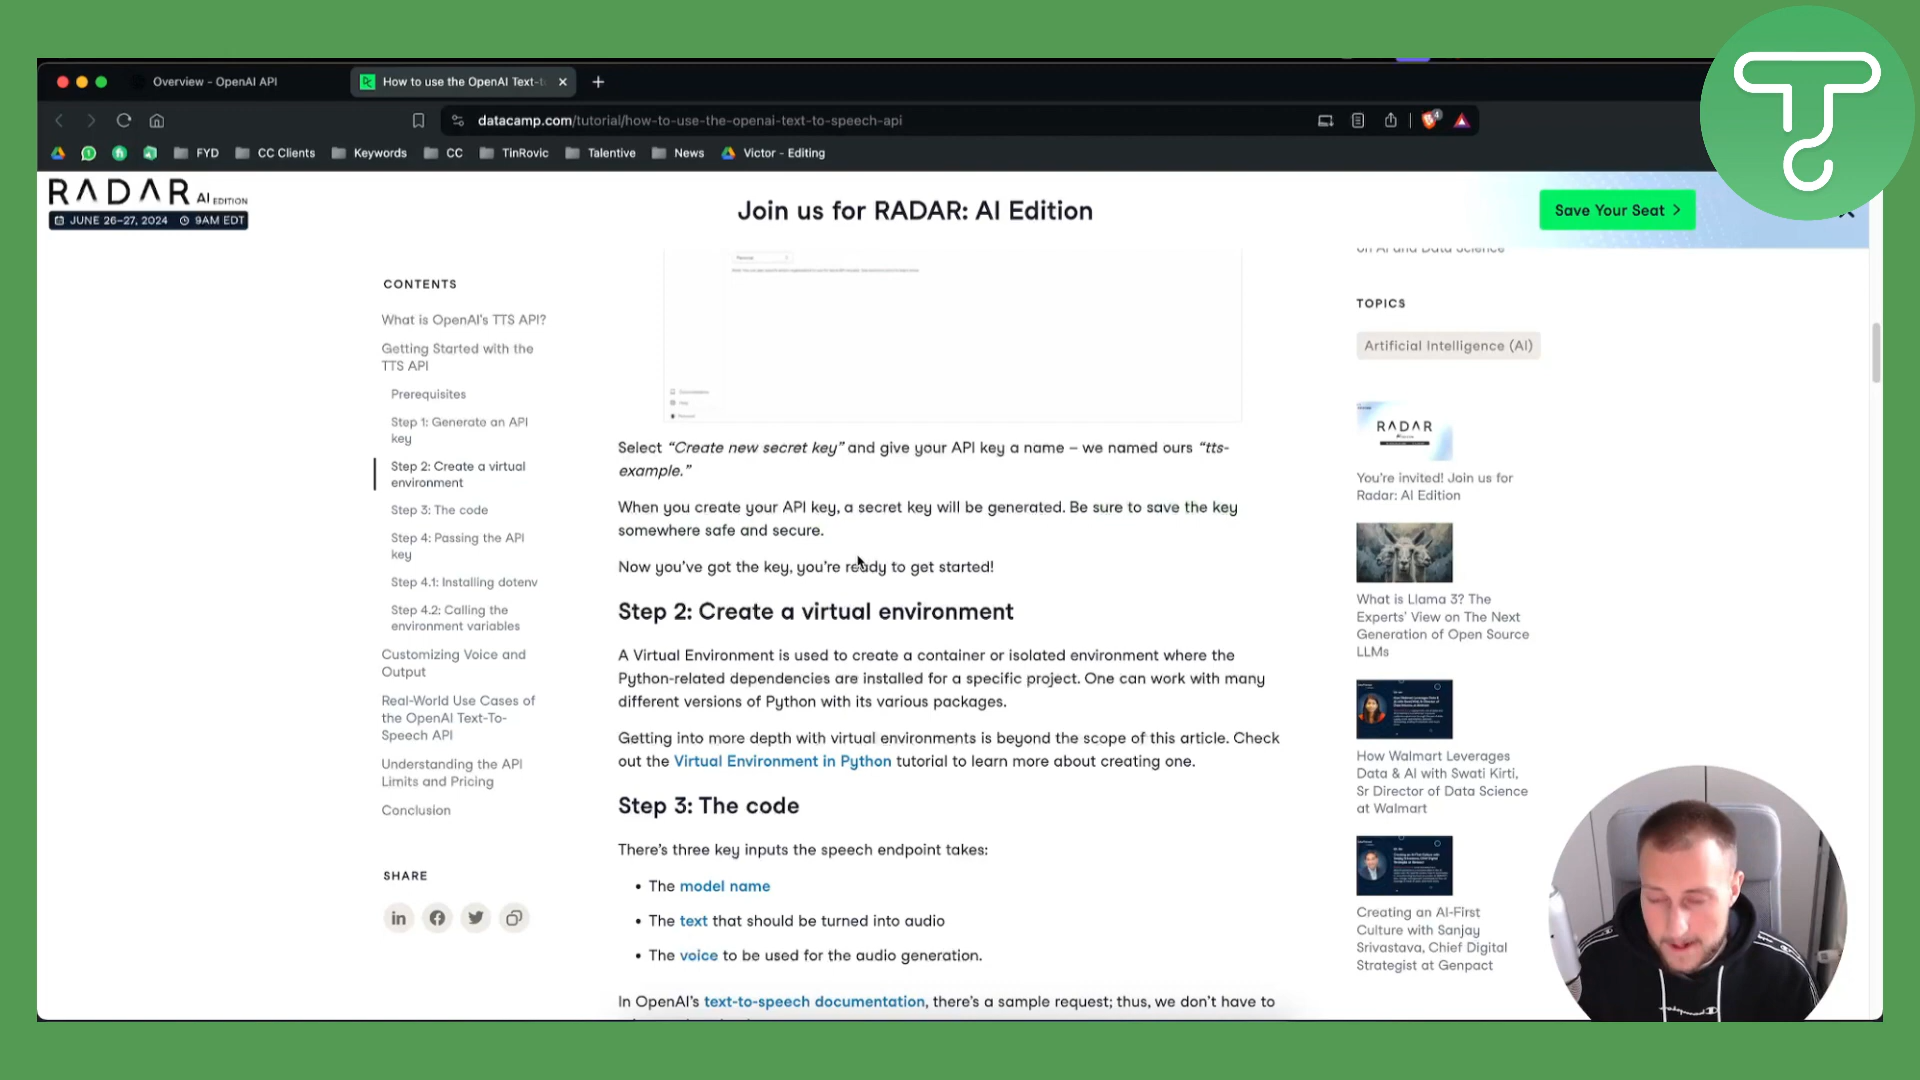 Overview - OpenAI API
How to use the OpenAI Text-t
datacamp.com/tutorial/how-to-use-the-openai-text-to-speech-api
4
FYD
CC Clients
Keywords
CC
TinRovic
Talentive
News
Victor - Editing
RADAR AI EDITION
JUNE 26-27, 2024 9AM EDT
Join us for RADAR: AI Edition
Save Your Seat
CONTENTS
What is OpenAI's TTS API?
Getting Started with the
TTS API
Prerequisites
Step 1: Generate an API
key
Step 2: Create a virtual
environment
Step 3: The code
Step 4: Passing the API
key
Step 4.1: Installing dotenv
Step 4.2: Calling the
environment variables
Customizing Voice and
Output
Real-World Use Cases of
the OpenAI Text-To-
Speech API
Understanding the API
Limits and Pricing
Conclusion
SHARE
Select “Create new secret key” and give your API key a name – we named ours “tts-
example.”
When you create your API key, a secret key will be generated. Be sure to save the key
somewhere safe and secure.
Now you've got the key, you're ready to get started!
Step 2: Create a virtual environment
A Virtual Environment is used to create a container or isolated environment where the
Python-related dependencies are installed for a specific project. One can work with many
different versions of Python with its various packages.
Getting into more depth with virtual environments is beyond the scope of this article. Check
out the Virtual Environment in Python tutorial to learn more about creating one.
Step 3: The code
There's three key inputs the speech endpoint takes:
• The model name
• The text that should be turned into audio
• The voice to be used for the audio generation.
In OpenAI's text-to-speech documentation, there's a sample request; thus, we don't have to
on AI and Data Science
TOPICS
Artificial Intelligence (AI)
RADAR
You're invited! Join us for
Radar: AI Edition
What is Llama 3? The
Experts' View on The Next
Generation of Open Source
LLMs
How Walmart Leverages
Data & AI with Swati Kirti,
Sr Director of Data Science
at Walmart
Creating an AI-First
Culture with Sanjay
Srivastava, Chief Digital
Strategist at Genpact